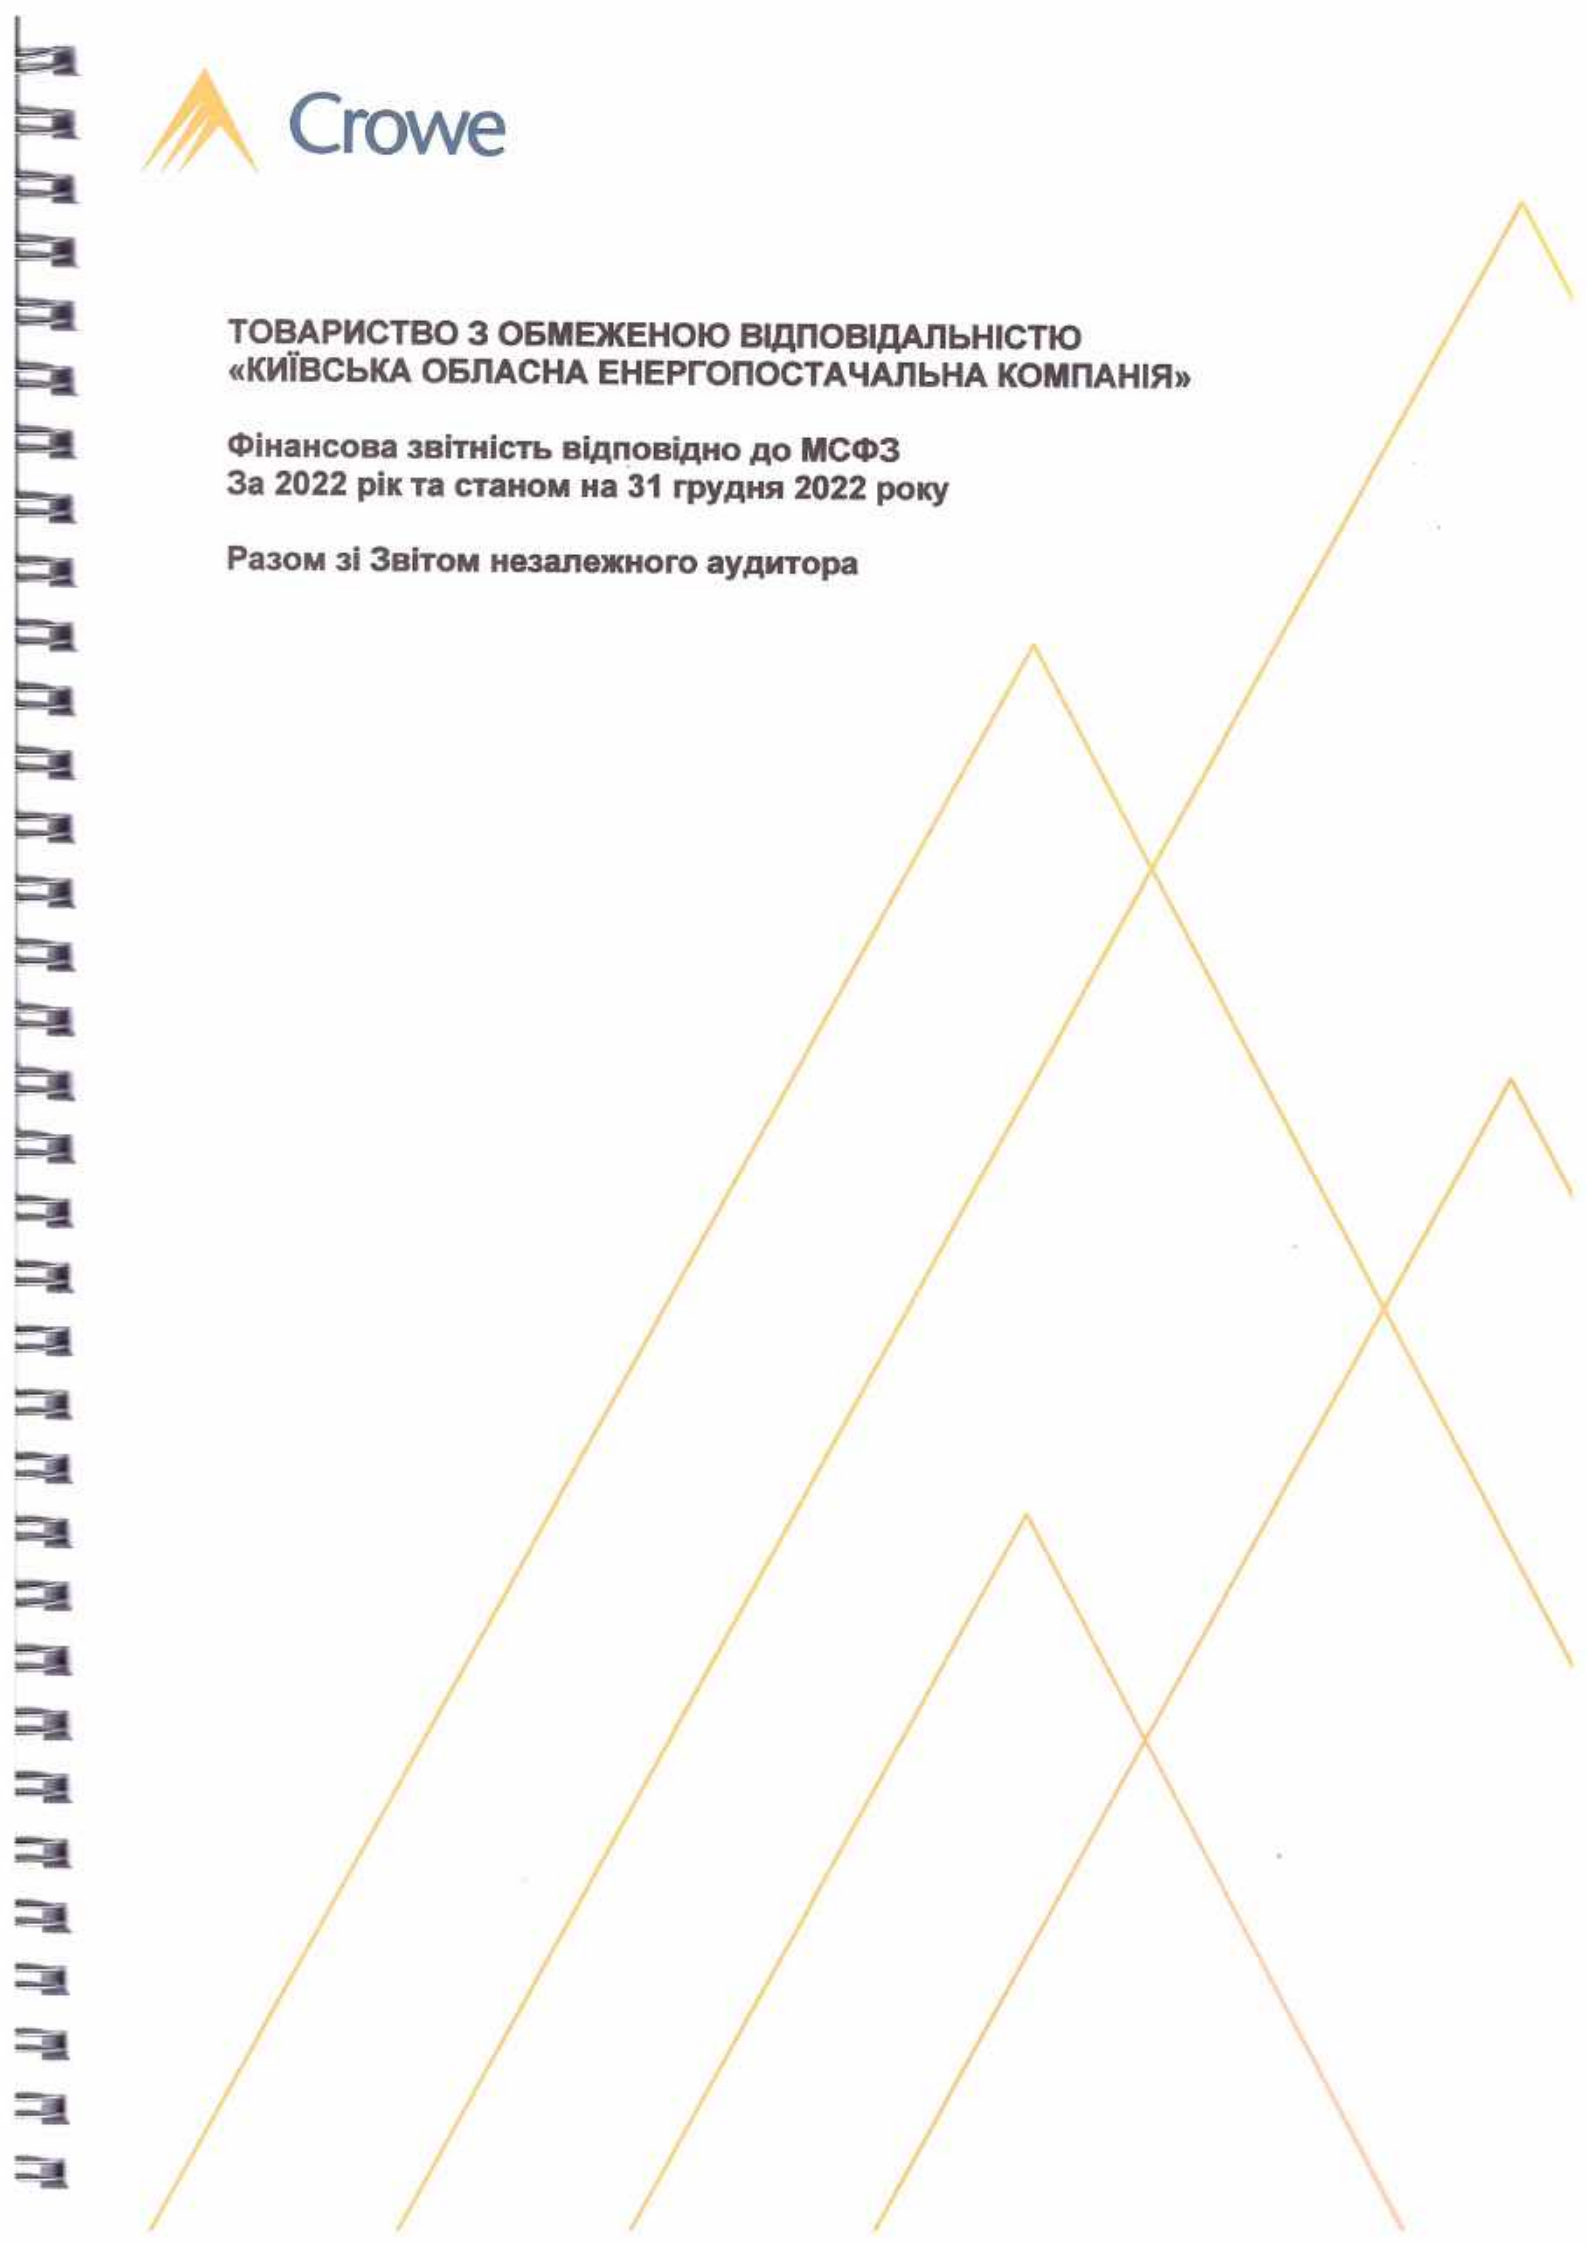 Crowe
ТОВАРИСТВО З ОБМЕЖЕНОЮ ВІДПОВІДАЛЬНІСТЮ
«КИЇВСЬКА ОБЛАСНА ЕНЕРГОПОСТАЧАЛЬНА КОМПАНІЯ»
Фінансова звітність відповідно до МСФЗ
За 2022 рік та станом на 31 грудня 2022 року
Разом зі Звітом незалежного аудитора